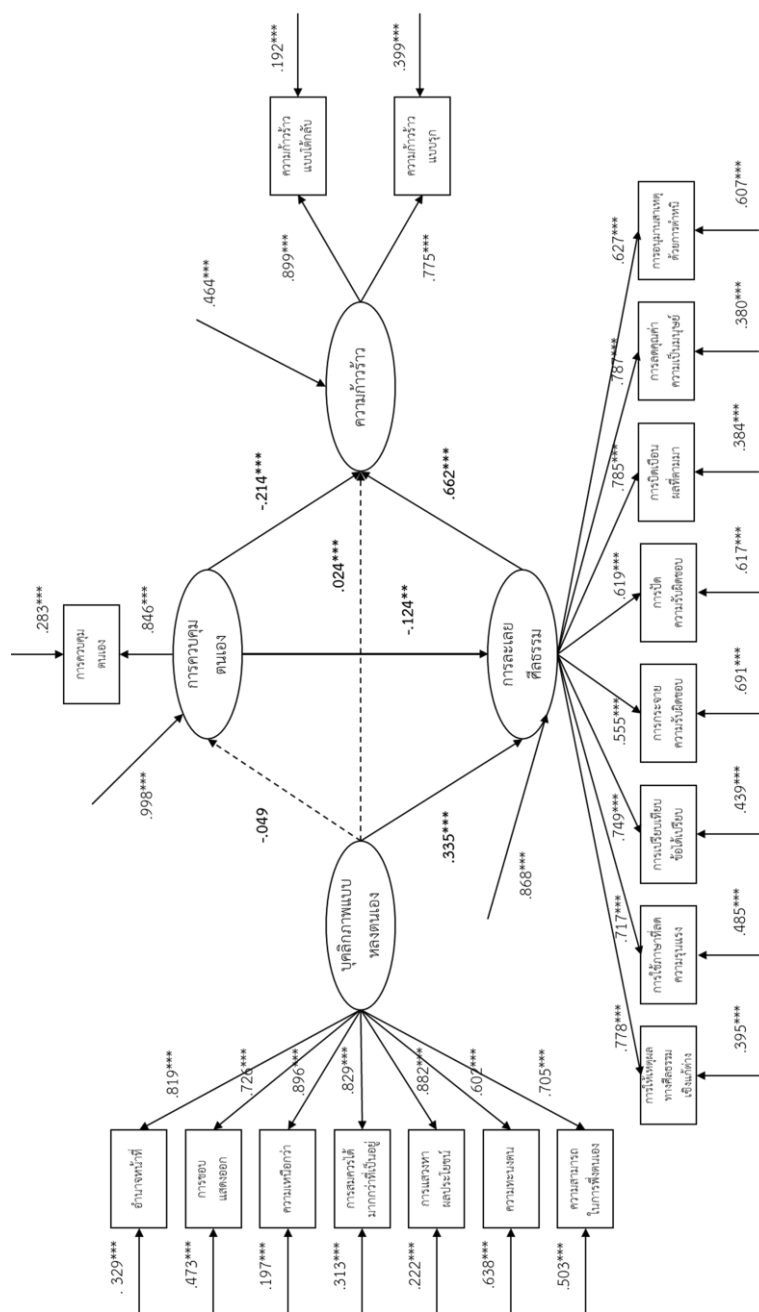 .283***
การควบคุม
ตนเอง
.846***
.998***
การควบคุม
ตนเอง
. 329***
อำนาจหน้าที่
.819***
.473***
การชอบ
แสดงออก
.726***
.197***
ความเหนือกว่า
.896***
.313***
การสมควรได้
มากกว่าที่เป็นอยู่
.829***
.222***
การแสวงหา
ผลประโยชน์
.882***
.638***
ความทะนงตน
.602***
.503***
ความสามารถ
ในการพึ่งตนเอง
.705***
บุคลิกภาพแบบ
หลงตนเอง
-.049
-.214***
.024***
-.124**
.335***
.662***
.464***
ความก้าวร้าว
.899***
ความก้าวร้าว
แบบโต้กลับ
.192***
.775***
ความก้าวร้าว
แบบรุก
.399***
.868***
การละเลย
ศีลธรรม
.778***
.717***
.749***
.555***
.619***
.785***
.787***
.627***
การให้เหตุผล
ทางศีลธรรม
เชิงแก้ต่าง
การใช้ภาษาที่ลด
ความรุนแรง
การเปรียบเทียบ
ข้อได้เปรียบ
การกระจาย
ความรับผิดชอบ
การปัด
ความรับผิดชอบ
การบิดเบือน
ผลที่ตามมา
การลดคุณค่า
ความเป็นมนุษย์
การอนุมานสาเหตุ
ด้วยการตำหนิ
.395***
.485***
.439***
.691***
.617***
.384***
.380***
.607***